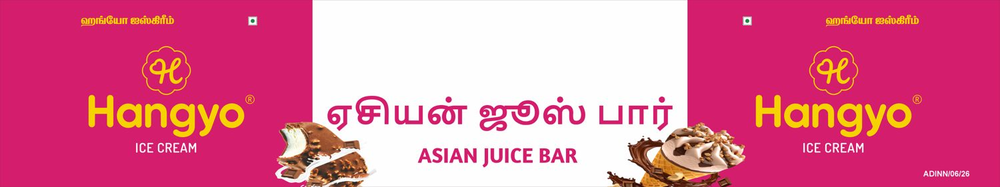 ஹங்யோ ஐஸ்கிரீம்
H
Hangyo®
ICE CREAM
ஏசியன் ஜூஸ் பார்
ASIAN JUICE BAR
ஹங்யோ ஐஸ்கிரீம்
H
Hangyo®
ICE CREAM
ADINN/06/26